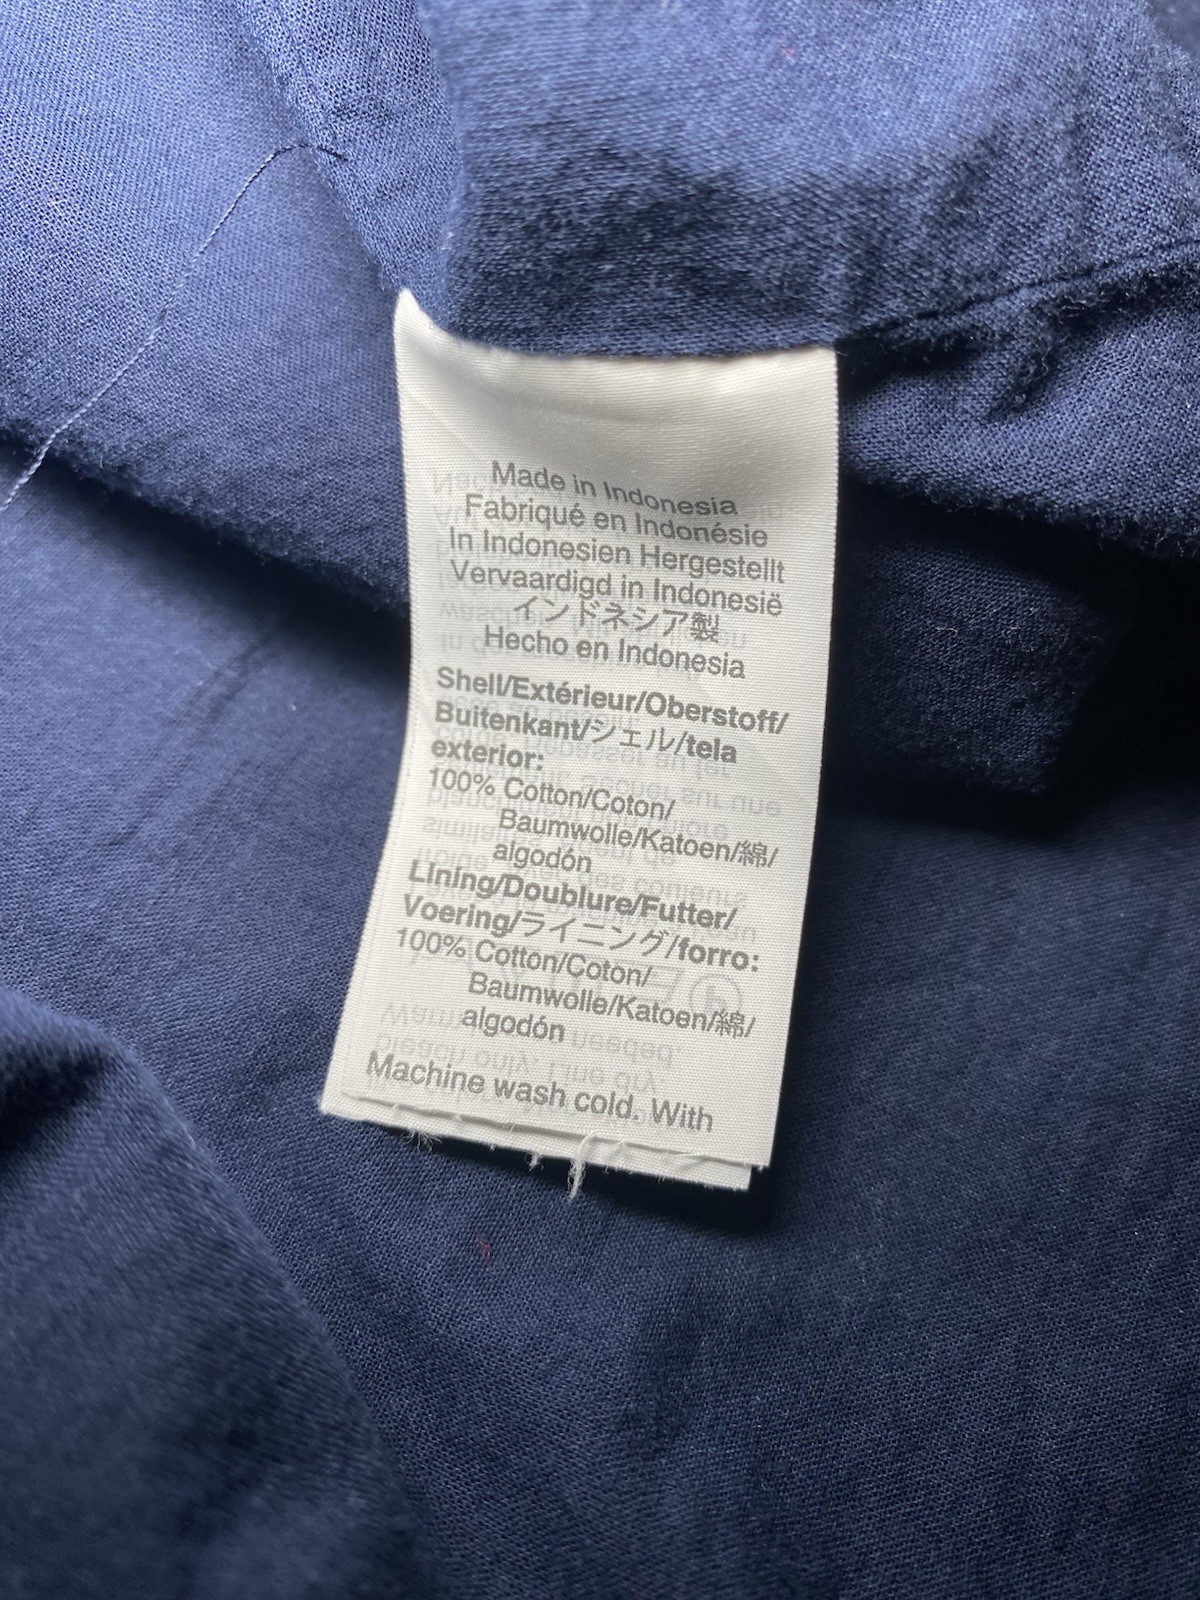 Made in Indonesia
Fabriqué en Indonésie
In Indonesien Hergestellt
Vervaardigd in Indonesië
インドネシア製
Hecho en Indonesia
Shell/Extérieur/Oberstoff/
Buitenkant/シェル/tela
exterior:
100% Cotton/Coton/
Baumwolle/Katoen/綿/
algodón
Lining/Doublure/Futter/
Voering/ライニング/forro:
100% Cotton/Coton/
Baumwolle/Katoen/綿/
algodón
Machine wash cold. With